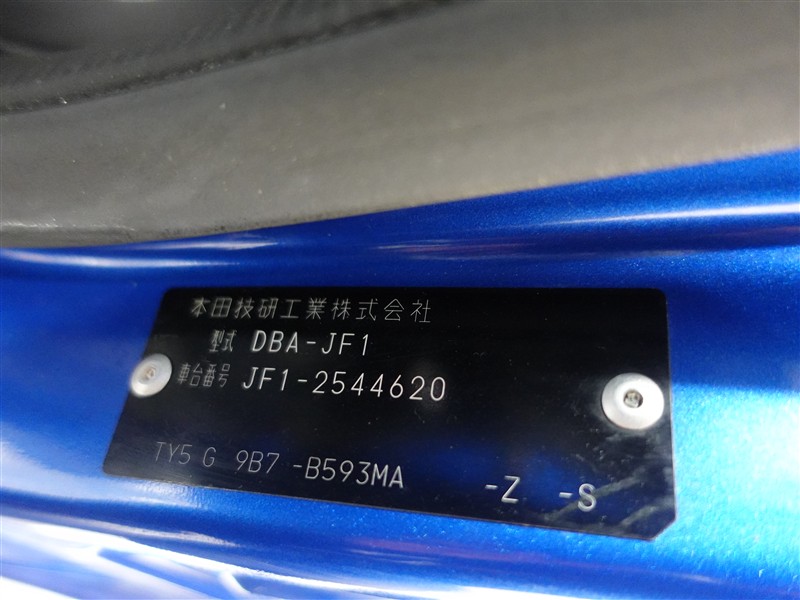 本田技研工業株式会社
型式 DBA-JF1
車台番号 JF1-2544620
TY5 G 9B7 -B593MA -Z -S